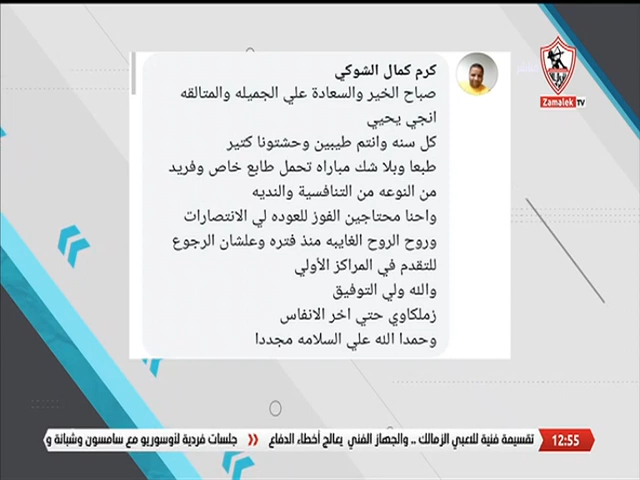 كرم كمال الشوكي
صباح الخير والسعادة علي الجميله والمتالقه
انجي يحيي
كل سنه وانتم طيبين وحشتونا كتير
طبعا وبلا شك مباراه تحمل طابع خاص وفريد
من النوعه من التنافسية والنديه
واحنا محتاجين الفوز للعوده لي الانتصارات
وروح الروح الغايبه منذ فتره وعلشان الرجوع
للتقدم في المراكز الأولي
والله ولي التوفيق
زملكاوي حتي اخر الانفاس
وحمدا الله علي السلامه مجددا
Zamalek TV
12:55
تقسيمة فنية للاعبي الزمالك .. والجهاز الفني يعالج أخطاء الدفاع
جلسات فردية لأوسوريو مع سامسون وشبانة و